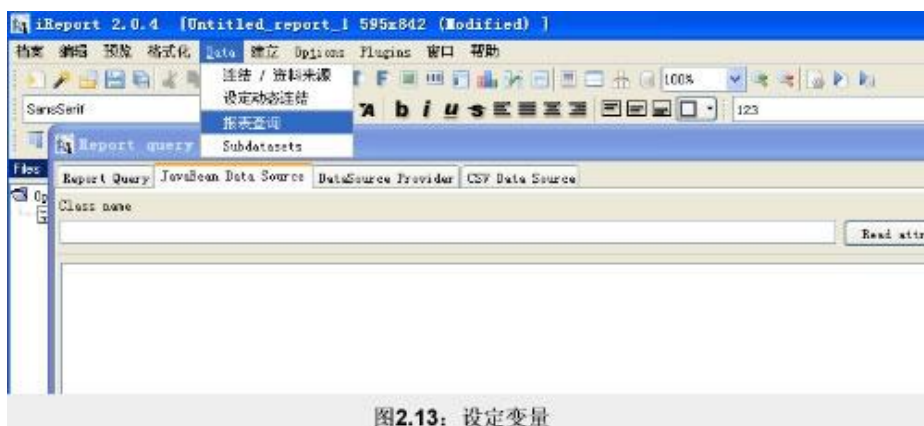 iReport 2.0.4 [Untitled_report_1 595x842 (Modified) ]
档案 编辑 预览 格式化 Data 建立 Options Plugins 窗口 帮助
连结 / 资料来源
100%
设定动态连结
SansSerif
b i u s
123
报表查询
Report query
Subdatasets
Files
Report Query JavaBean Data Source DataSource Provider CSV Data Source
Op
Class name
Read attr
图2.13：设定变量